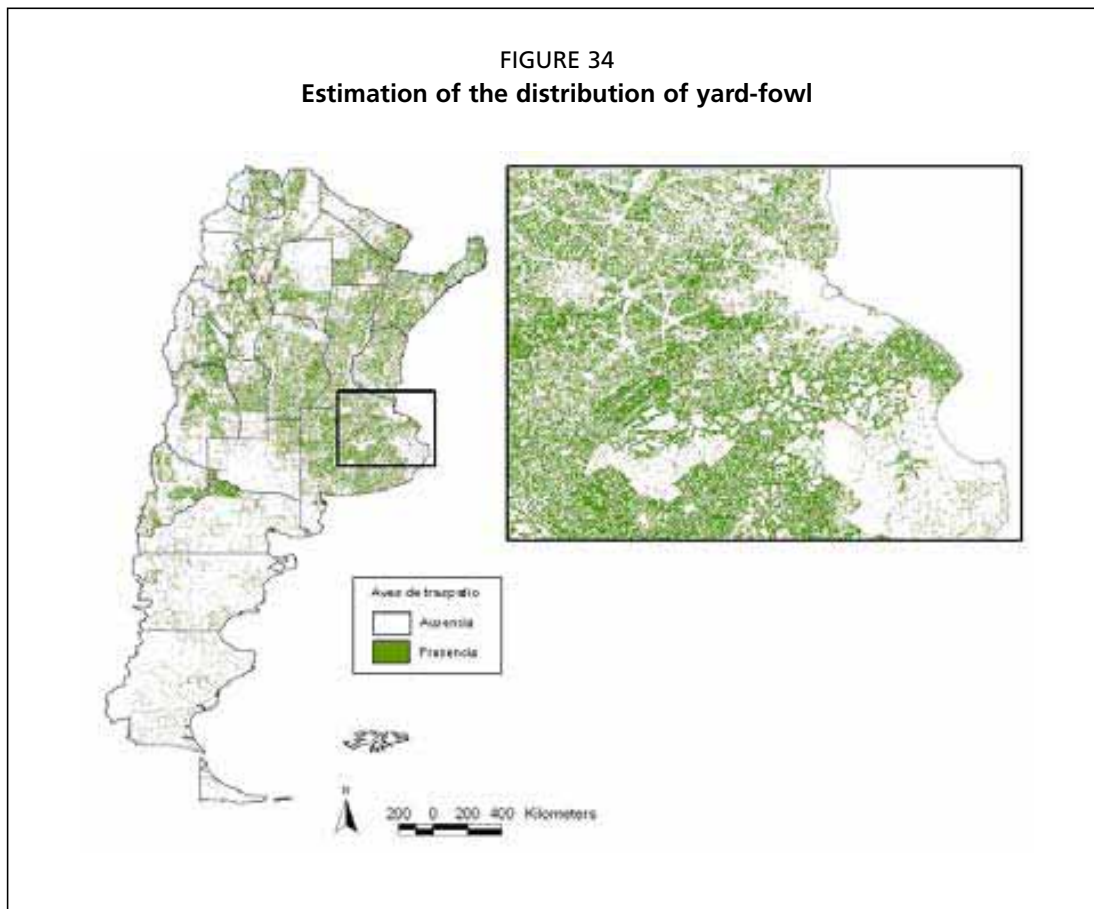 FIGURE 34
Estimation of the distribution of yard-fowl
Aves de traspatio
Ausencia
Presencia
N
200 0 200 400 Kilometers